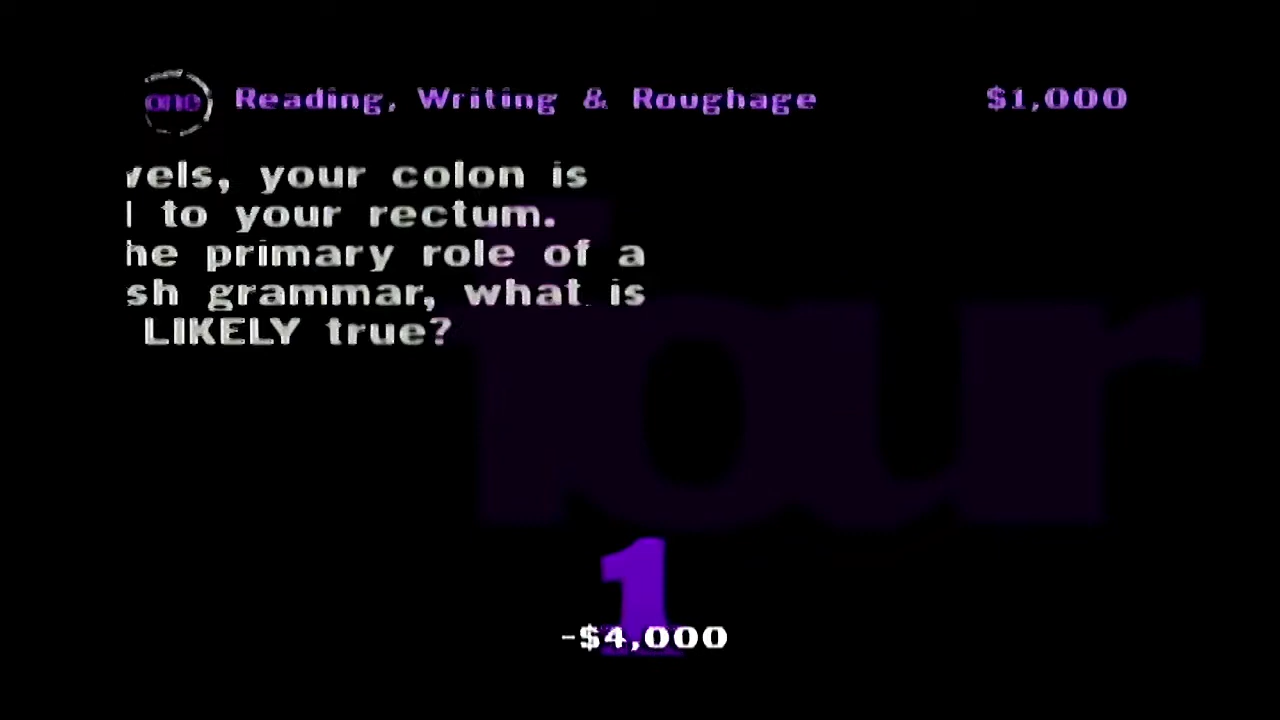 one Reading, Writing & Roughage $1,000
vels, your colon is
to your rectum.
he primary role of a
sh grammar, what is
LIKELY true?
four
1
-$4,000